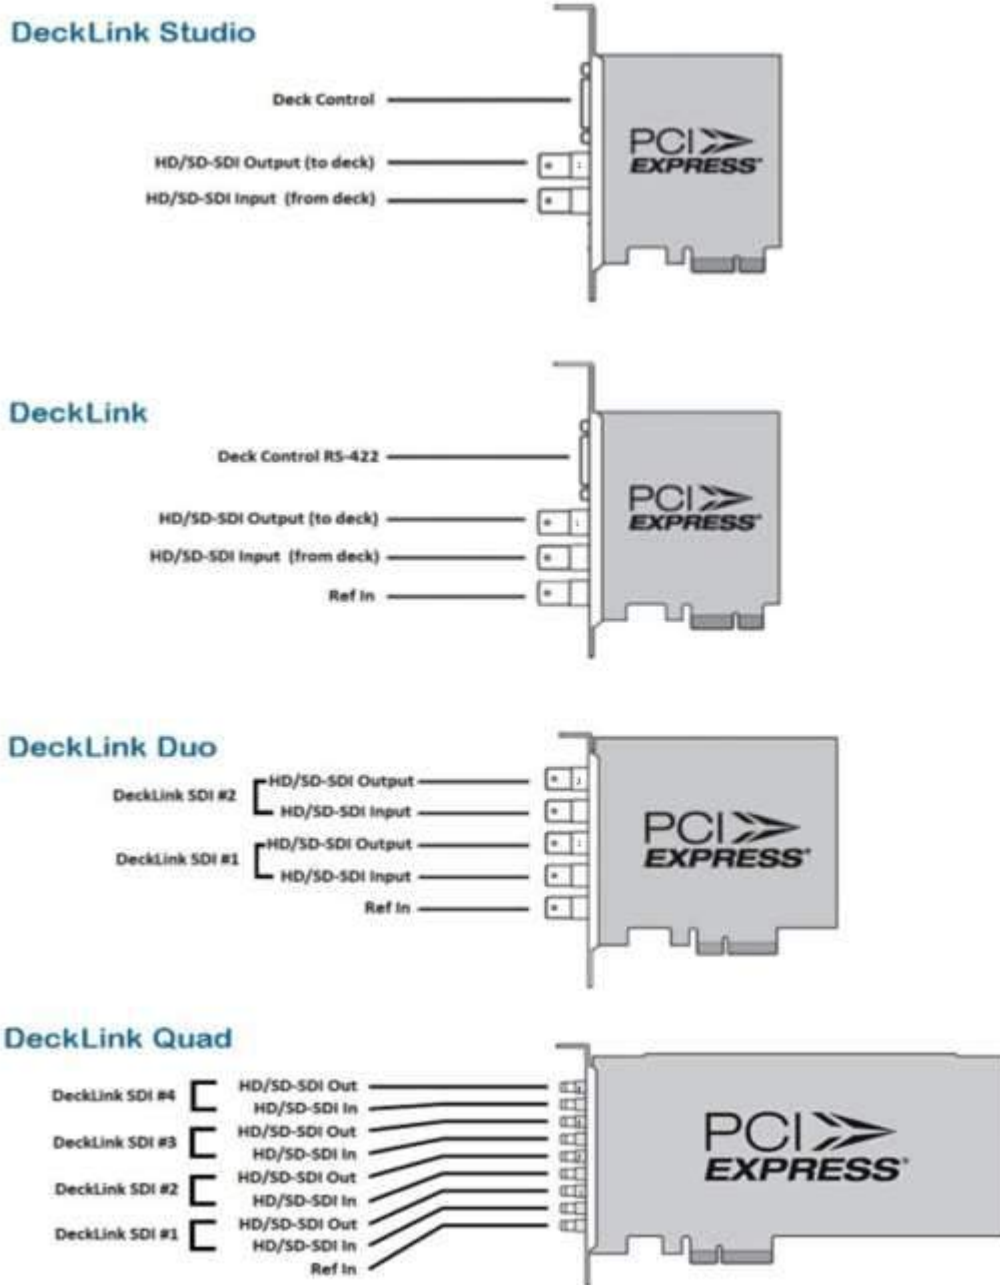 DeckLink Studio
Deck Control
PCI
EXPRESS®
HD/SD-SDI Output (to deck)
HD/SD-SDI Input (from deck)
DeckLink
Deck Control RS-422
PCI
EXPRESS®
HD/SD-SDI Output (to deck)
HD/SD-SDI Input (from deck)
Ref In
DeckLink Duo
DeckLink SDI #2
HD/SD-SDI Output
HD/SD-SDI Input
DeckLink SDI #1
HD/SD-SDI Output
HD/SD-SDI Input
Ref In
PCI
EXPRESS®
DeckLink Quad
DeckLink SDI #4
HD/SD-SDI Out
HD/SD-SDI In
DeckLink SDI #3
HD/SD-SDI Out
HD/SD-SDI In
DeckLink SDI #2
HD/SD-SDI Out
HD/SD-SDI In
DeckLink SDI #1
HD/SD-SDI Out
HD/SD-SDI In
Ref In
PCI
EXPRESS®